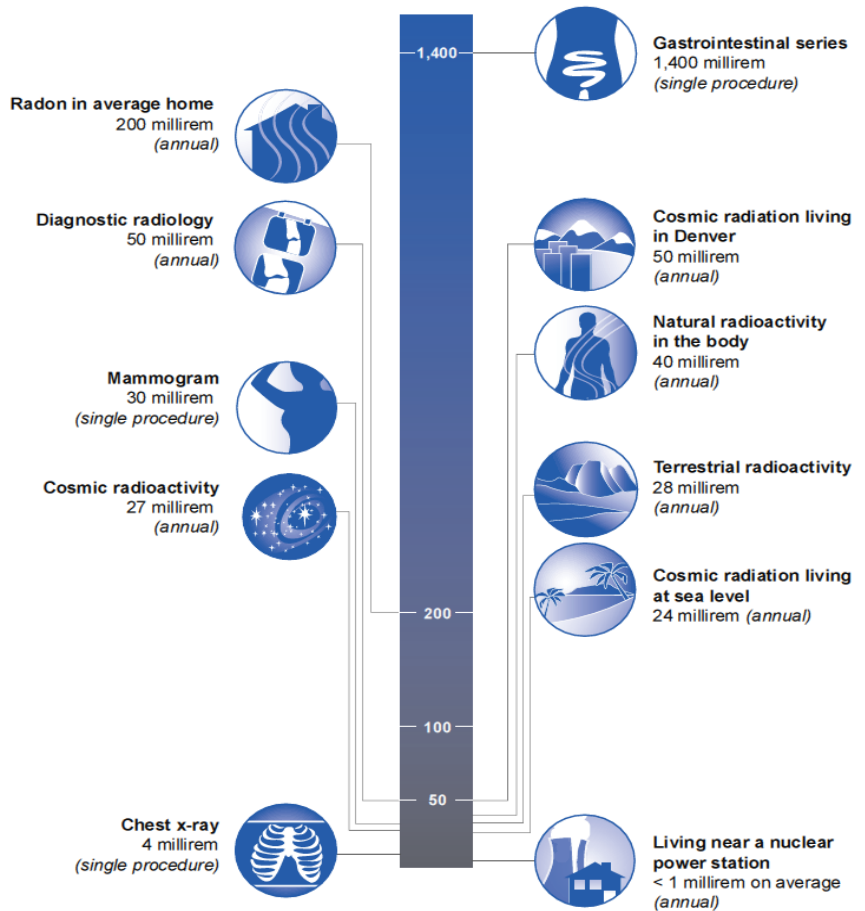 1,400
Gastrointestinal series
1,400 millirem
(single procedure)
Radon in average home
200 millirem
(annual)
Diagnostic radiology
50 millirem
(annual)
Cosmic radiation living
in Denver
50 millirem
(annual)
Natural radioactivity
in the body
40 millirem
(annual)
Mammogram
30 millirem
(single procedure)
Terrestrial radioactivity
28 millirem
(annual)
Cosmic radioactivity
27 millirem
(annual)
Cosmic radiation living
at sea level
24 millirem (annual)
200
100
50
Chest x-ray
4 millirem
(single procedure)
Living near a nuclear
power station
< 1 millirem on average
(annual)